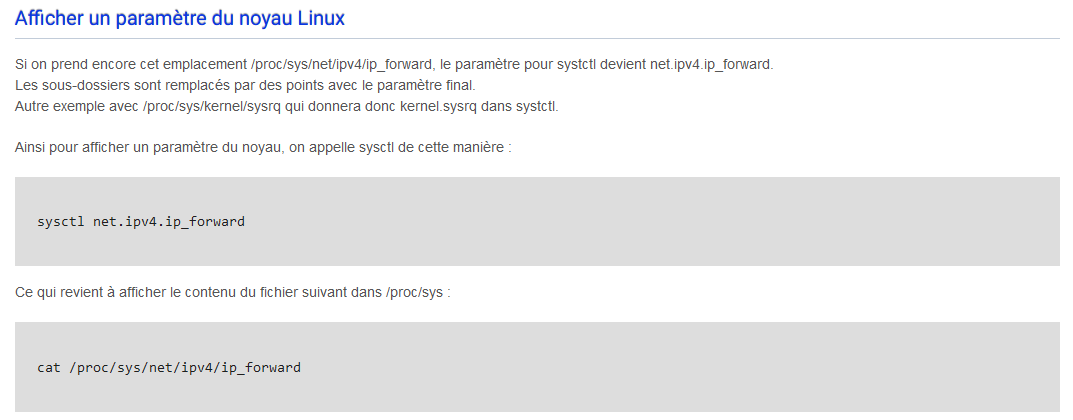 Afficher un paramètre du noyau Linux
Si on prend encore cet emplacement /proc/sys/net/ipv4/ip_forward, le paramètre pour systctl devient net.ipv4.ip_forward.
Les sous-dossiers sont remplacés par des points avec le paramètre final.
Autre exemple avec /proc/sys/kernel/sysrq qui donnera donc kernel.sysrq dans systctl.
Ainsi pour afficher un paramètre du noyau, on appelle sysctl de cette manière :
sysctl net.ipv4.ip_forward
Ce qui revient à afficher le contenu du fichier suivant dans /proc/sys :
cat /proc/sys/net/ipv4/ip_forward